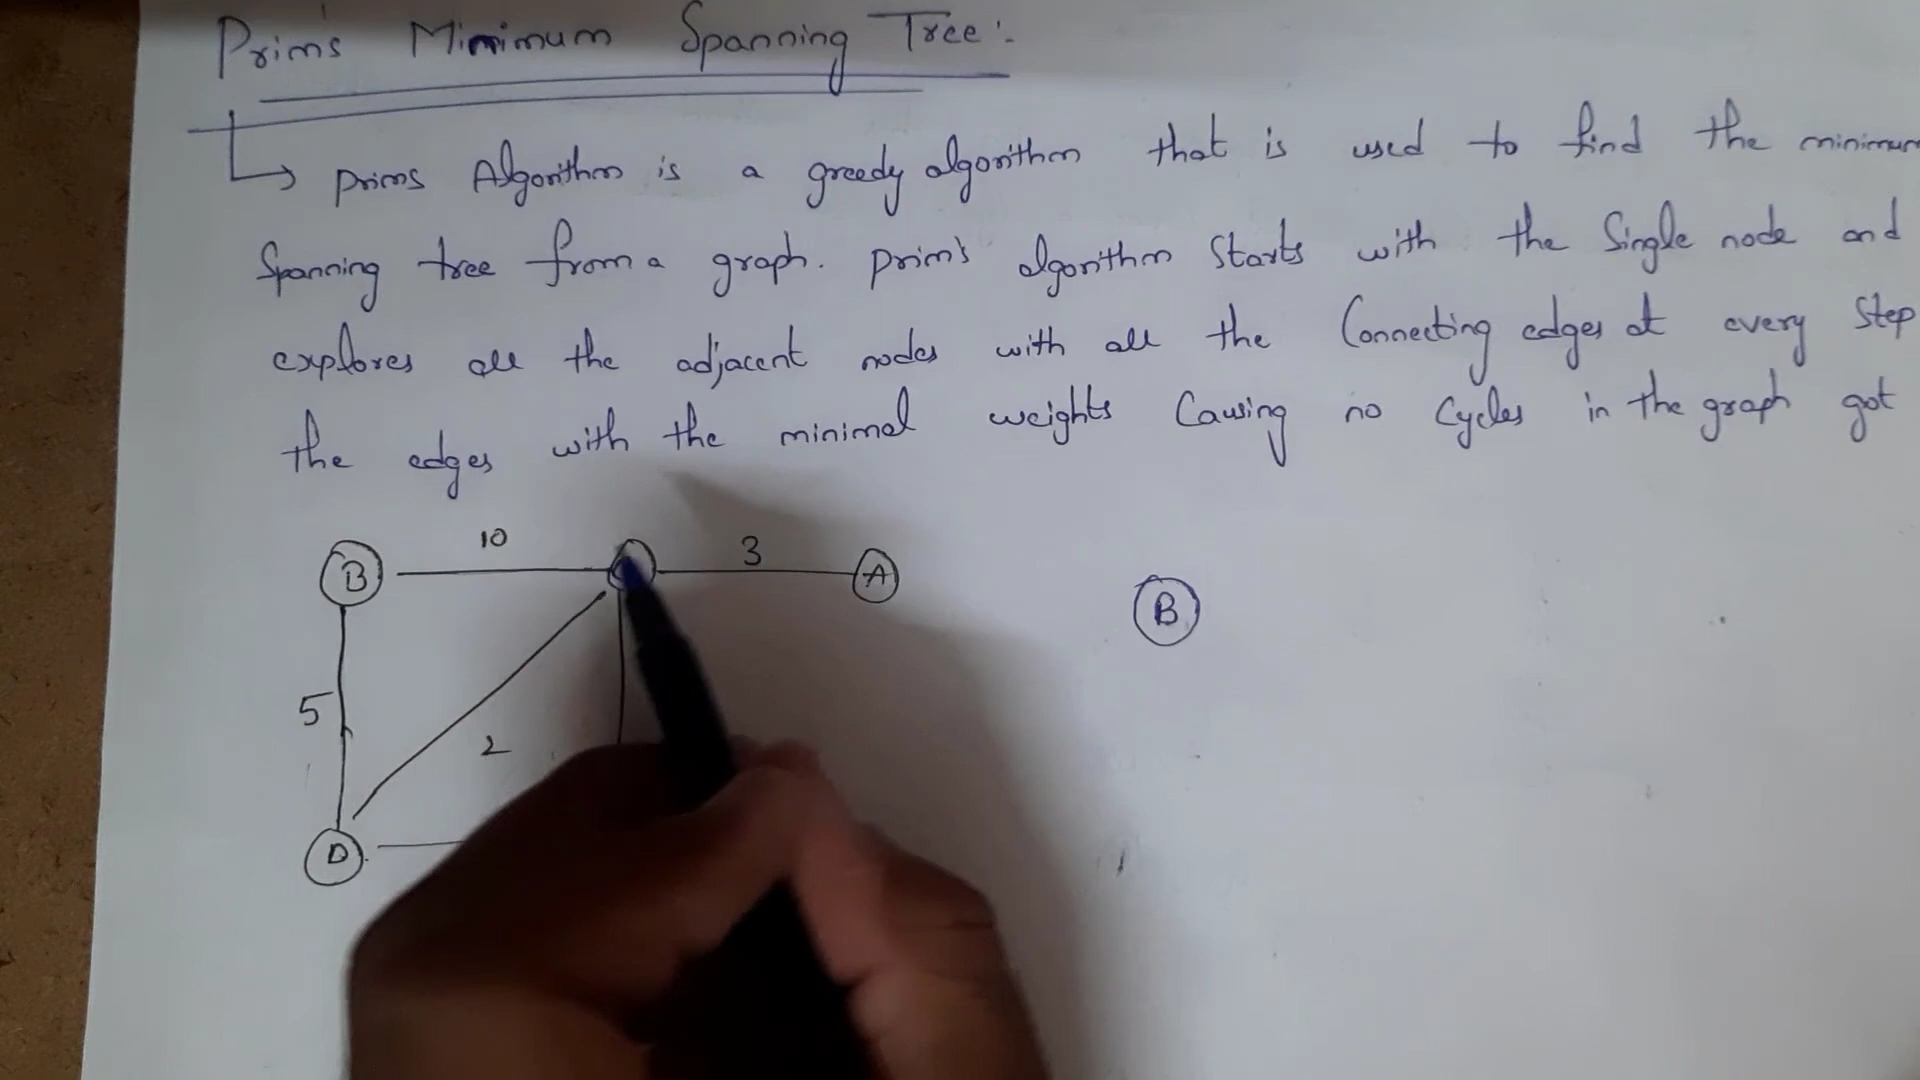 Prim's Minimum Spanning Tree :-
prims Algorithm is a greedy algorithm that is used to find the minimum
Spanning tree from a graph. prim's algorithm Starts with the Single node and
explores all the adjacent nodes with all the Connecting edges at every Step
the edges with the minimal weights Causing no Cycles in the graph got
B 10 3 A
B
5 2
D